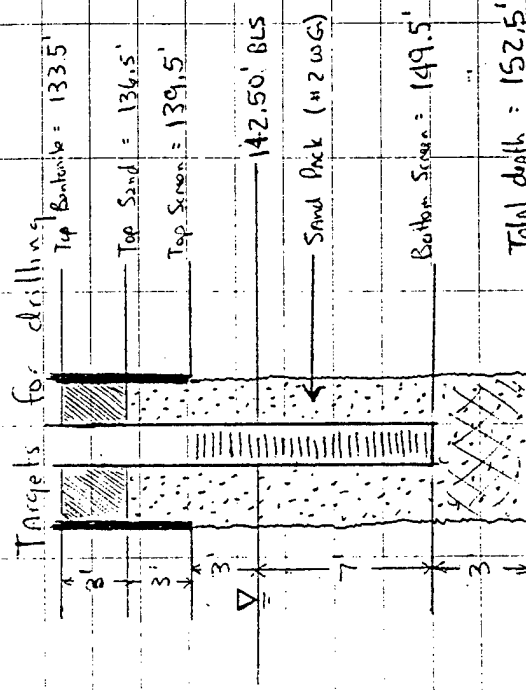 Targets for drilling
Top Bentonite = 133.5'
Top Sand = 136.5'
Top Screen = 139.5'
142.50' BLS
Sand Pack (#2 WG)
Bottom Screen = 149.5'
Total depth = 152.5'
3'
3'
3'
7'
3